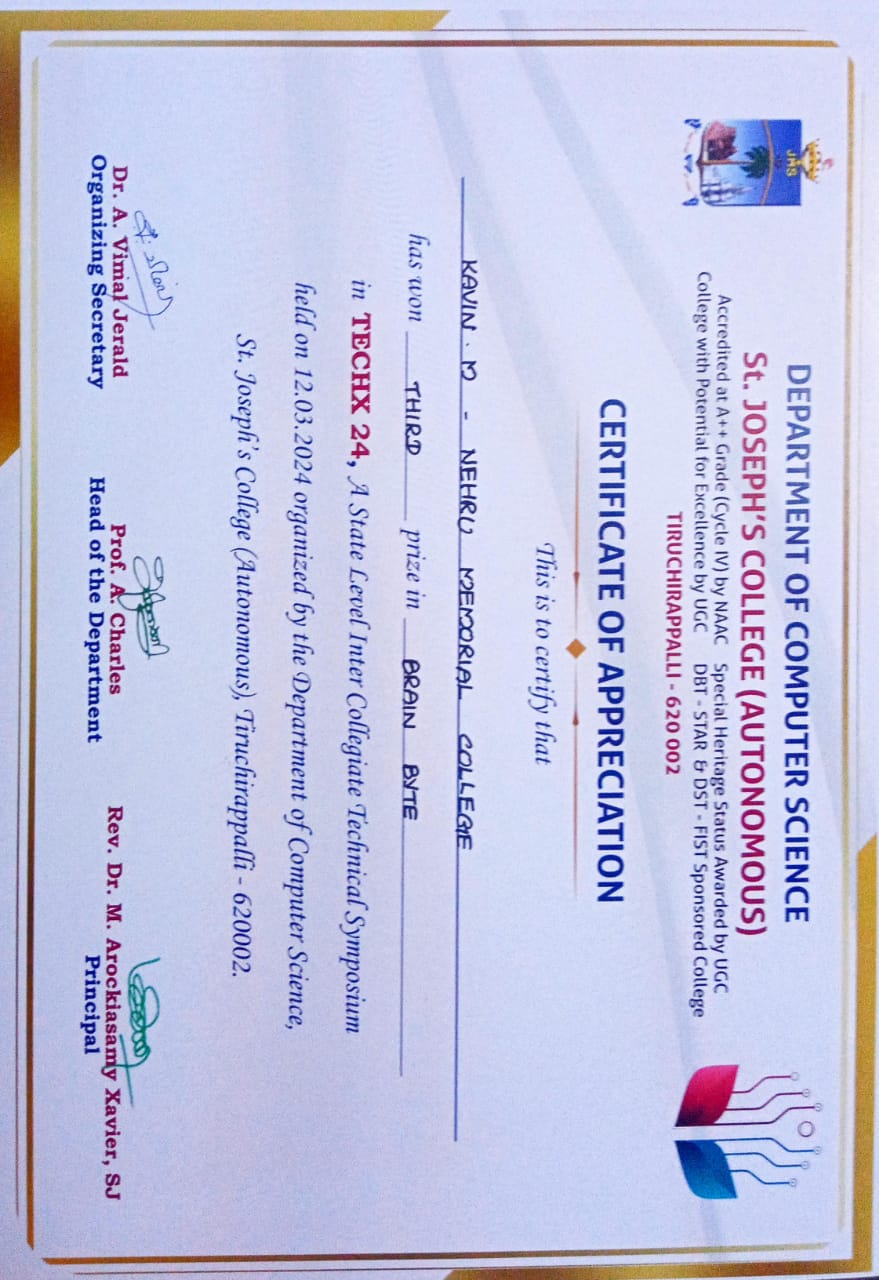 JHS
DEPARTMENT OF COMPUTER SCIENCE
St. JOSEPH'S COLLEGE (AUTONOMOUS)
Accredited at A++ Grade (Cycle IV) by NAAC Special Heritage Status Awarded by UGC
College with Potential for Excellence by UGC DBT - STAR & DST - FIST Sponsored College
TIRUCHIRAPPALLI - 620 002
CERTIFICATE OF APPRECIATION
This is to certify that
KAVIN . M - NEHRU MEMORIAL COLLEGE
has won THIRD prize in BRAIN BYTE
in TECHX 24, A State Level Inter Collegiate Technical Symposium
held on 12.03.2024 organized by the Department of Computer Science,
St. Joseph's College (Autonomous), Tiruchirappalli - 620002.
Dr. A. Vimal Jerald Prof. A. Charles Rev. Dr. M. Arockiasamy Xavier, SJ
Organizing Secretary Head of the Department Principal